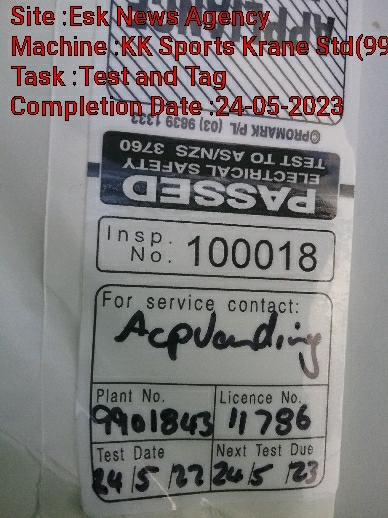 Site :Esk News Agency
Machine :KK Sports Krane Std(99
Task :Test and Tag
Completion Date :24-05-2023
APPLIANCE
©PROMARK P/L (03) 9839 1333
TEST TO AS/NZS 3760
ELECTRICAL SAFETY
PASSED
Insp. No. 100018
For service contact:
AcpVending
Plant No. Licence No.
9901843 11786
Test Date Next Test Due
24/5/22 24/5/23